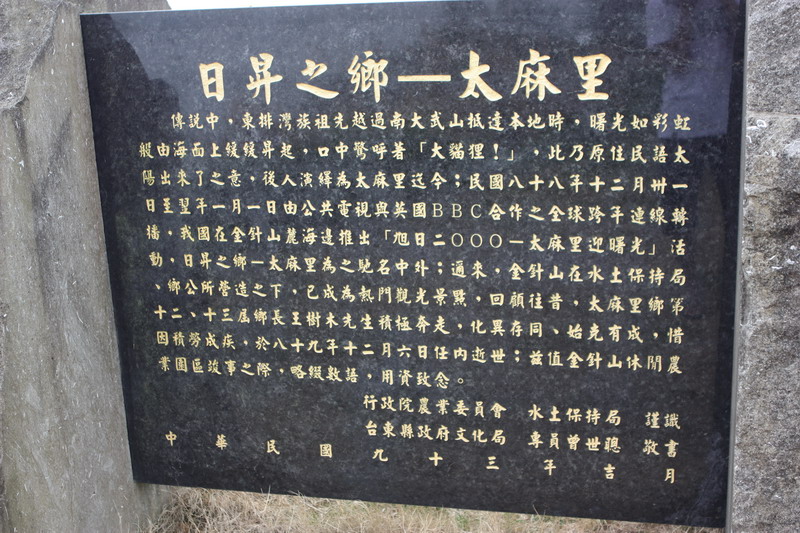 日昇之鄉—太麻里
傳說中，東排灣族祖先越過南大武山抵達本地時，曙光如彩虹
般由海面上緩緩昇起，口中驚呼著「大貓狸！」，此乃原住民語太
陽出來了之意，後人演繹為太麻里迄今；民國八十八年十二月卅一
日至翌年一月一日由公共電視與英國BBC合作之全球跨年連線轉
播，我國在金針山麓海邊推出「旭日二OOO—太麻里迎曙光」活
動，日昇之鄉—太麻里為之馳名中外；邇來，金針山在水土保持局
、鄉公所營造之下，已成為熱門觀光景點，回顧往昔，太麻里鄉第
十二、十三屆鄉長王樹木先生積極奔走，化異存同、始克有成，惜
因積勞成疾，於八十九年十二月六日任內逝世；茲值金針山休閒農
業園區竣事之際，略綴數語，用資致念。
行政院農業委員會水土保持局謹識
台東縣政府文化局專員曾世聰敬書
中華民國九十三年吉月